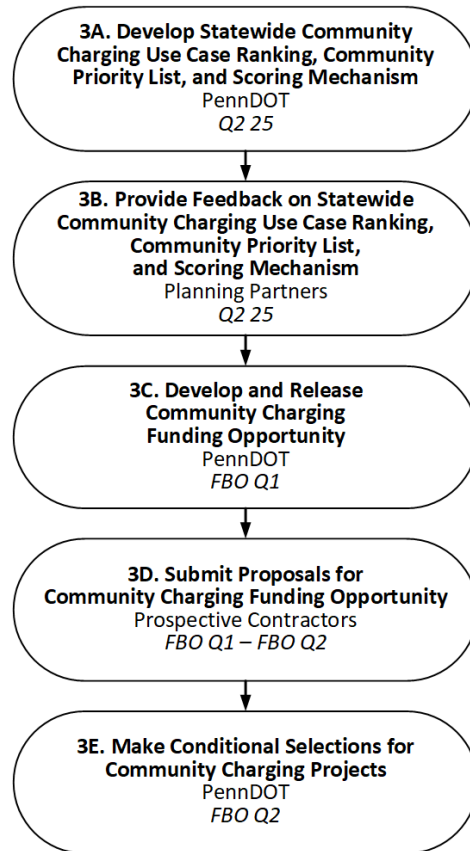 3A. Develop Statewide Community
Charging Use Case Ranking, Community
Priority List, and Scoring Mechanism
PennDOT
Q2 25
3B. Provide Feedback on Statewide
Community Charging Use Case Ranking,
Community Priority List,
and Scoring Mechanism
Planning Partners
Q2 25
3C. Develop and Release
Community Charging
Funding Opportunity
PennDOT
FBO Q1
3D. Submit Proposals for
Community Charging Funding Opportunity
Prospective Contractors
FBO Q1 – FBO Q2
3E. Make Conditional Selections for
Community Charging Projects
PennDOT
FBO Q2